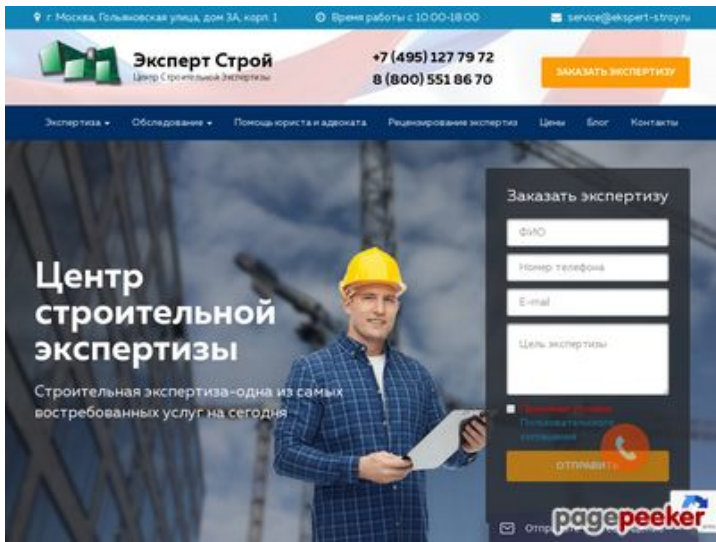 г. Москва, Гольяновская улица, дом 3А, корп. 1
Время работы с 10:00-18:00
service@ekspert-stroy.ru
Эксперт Строй
Центр Строительной Экспертизы
+7 (495) 127 79 72
8 (800) 551 86 70
ЗАКАЗАТЬ ЭКСПЕРТИЗУ
Экспертиза
Обследование
Помощь юриста и адвоката
Рецензирование экспертиз
Цены
Блог
Контакты
Центр
строительной
экспертизы
Строительная экспертиза-одна из самых
востребованных услуг на сегодня
Заказать экспертизу
ФИО
Номер телефона
E-mail
Цель экспертизы
Пользовательского
соглашения
ОТПРАВИТЬ
pagepeeker